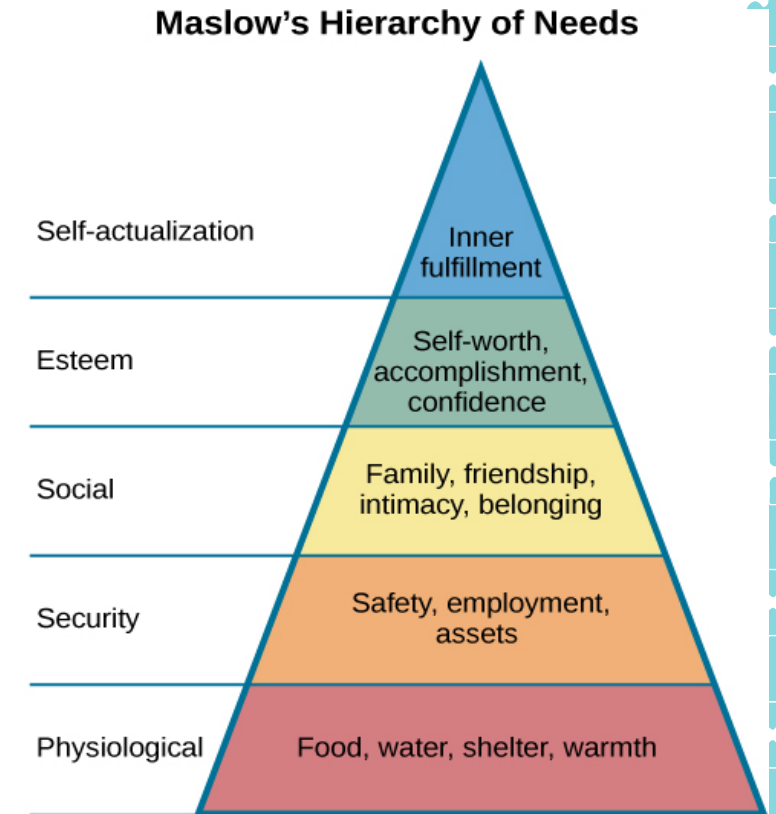 Maslow’s Hierarchy of Needs
Self-actualization
Inner
fulfillment
Esteem
Self-worth,
accomplishment,
confidence
Social
Family, friendship,
intimacy, belonging
Security
Safety, employment,
assets
Physiological
Food, water, shelter, warmth